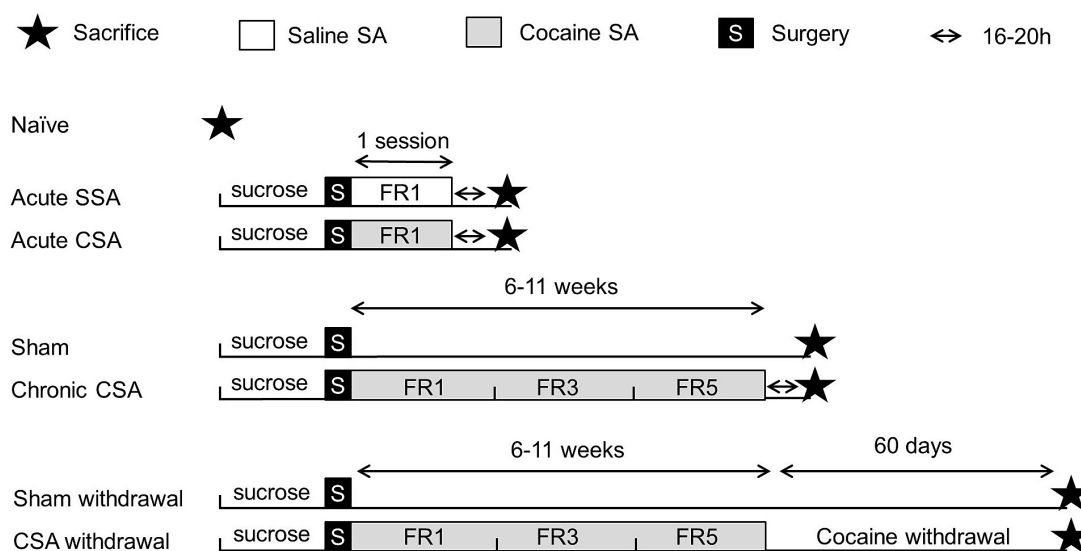 Sacrifice Saline SA Cocaine SA S Surgery 16-20h
Naïve
1 session
Acute SSA sucrose S FR1
Acute CSA sucrose S FR1
6-11 weeks
Sham sucrose S
Chronic CSA sucrose S FR1 FR3 FR5
6-11 weeks 60 days
Sham withdrawal sucrose S
CSA withdrawal sucrose S FR1 FR3 FR5 Cocaine withdrawal